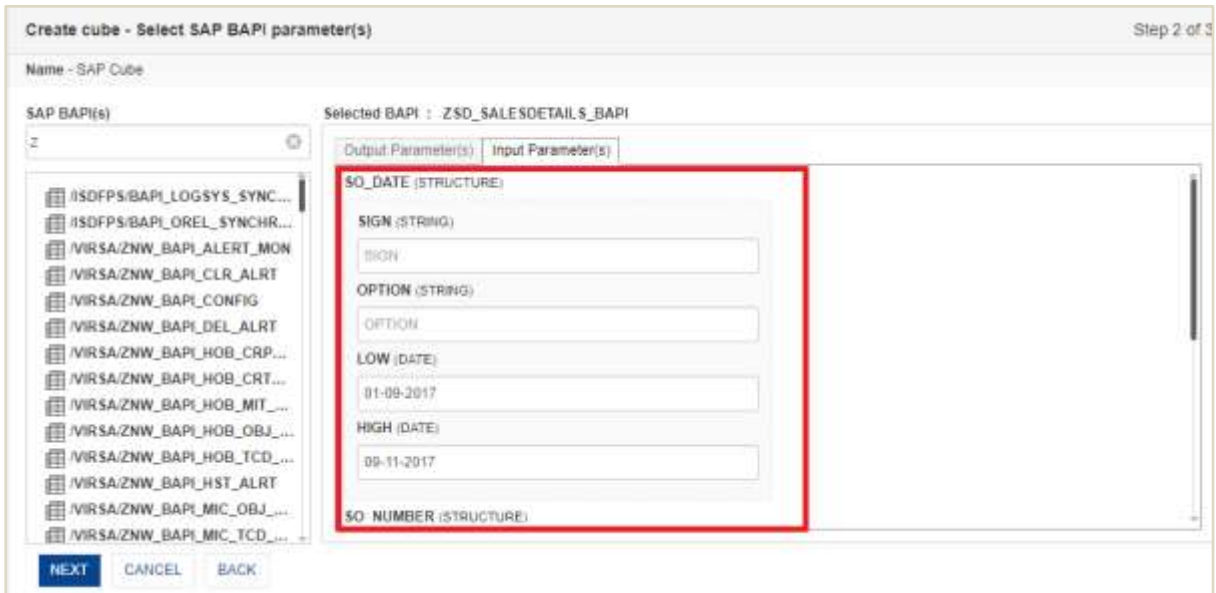 Create cube - Select SAP BAPI parameter(s)
Step 2 of 3
Name - SAP Cube
SAP BAPI(s)
z
/ISDFPS/BAPI_LOGSYS_SYNC...
/ISDFPS/BAPI_OREL_SYNCHR...
/VIRSA/ZNW_BAPI_ALERT_MON
/VIRSA/ZNW_BAPI_CLR_ALRT
/VIRSA/ZNW_BAPI_CONFIG
/VIRSA/ZNW_BAPI_DEL_ALRT
/VIRSA/ZNW_BAPI_HOB_CRP...
/VIRSA/ZNW_BAPI_HOB_CRT...
/VIRSA/ZNW_BAPI_HOB_MIT_...
/VIRSA/ZNW_BAPI_HOB_OBJ_...
/VIRSA/ZNW_BAPI_HOB_TCD_...
/VIRSA/ZNW_BAPI_HST_ALRT
/VIRSA/ZNW_BAPI_MIC_OBJ_...
/VIRSA/ZNW_BAPI_MIC_TCD_...
Selected BAPI : ZSD_SALESDETAILS_BAPI
Output Parameter(s) Input Parameter(s)
SO_DATE (STRUCTURE)
SIGN (STRING)
SIGN
OPTION (STRING)
OPTION
LOW (DATE)
01-09-2017
HIGH (DATE)
09-11-2017
SO_NUMBER (STRUCTURE)
NEXT CANCEL BACK